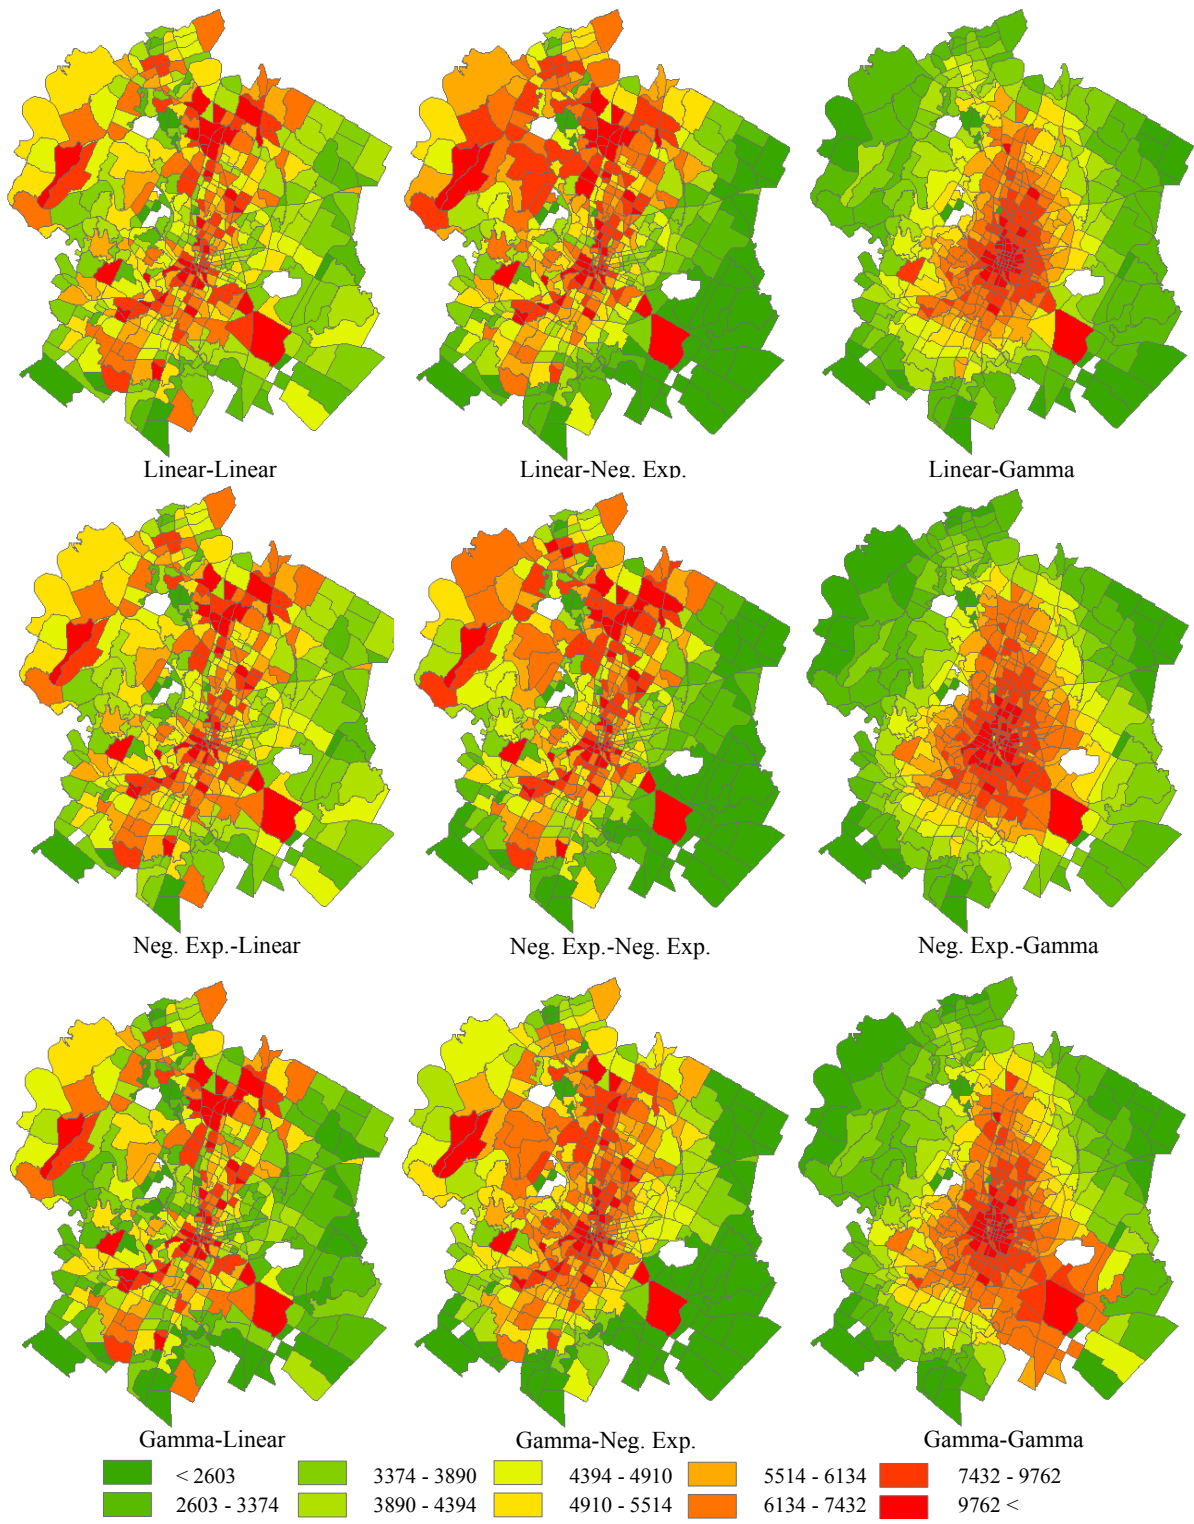 Linear-Linear
Linear-Neg. Exp.
Linear-Gamma
Neg. Exp.-Linear
Neg. Exp.-Neg. Exp.
Neg. Exp.-Gamma
Gamma-Linear
Gamma-Neg. Exp.
Gamma-Gamma
< 2603
3374 - 3890
4394 - 4910
5514 - 6134
7432 - 9762
2603 - 3374
3890 - 4394
4910 - 5514
6134 - 7432
9762 <